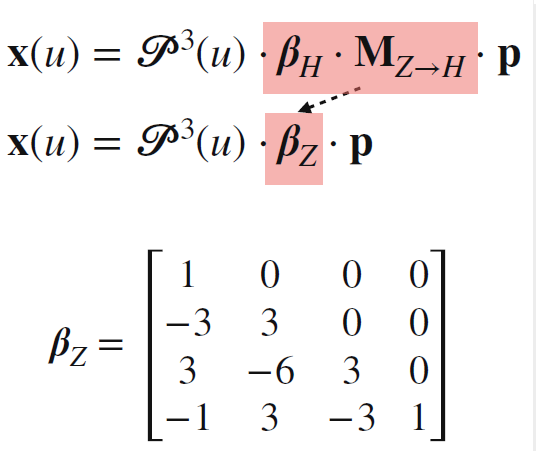 𝐱(u) = 𝒫³(u) · 𝜷_H · 𝐌_{Z→H} · 𝐩
𝐱(u) = 𝒫³(u) · 𝜷_Z · 𝐩
𝜷_Z =
1 0 0 0
−3 3 0 0
3 −6 3 0
−1 3 −3 1